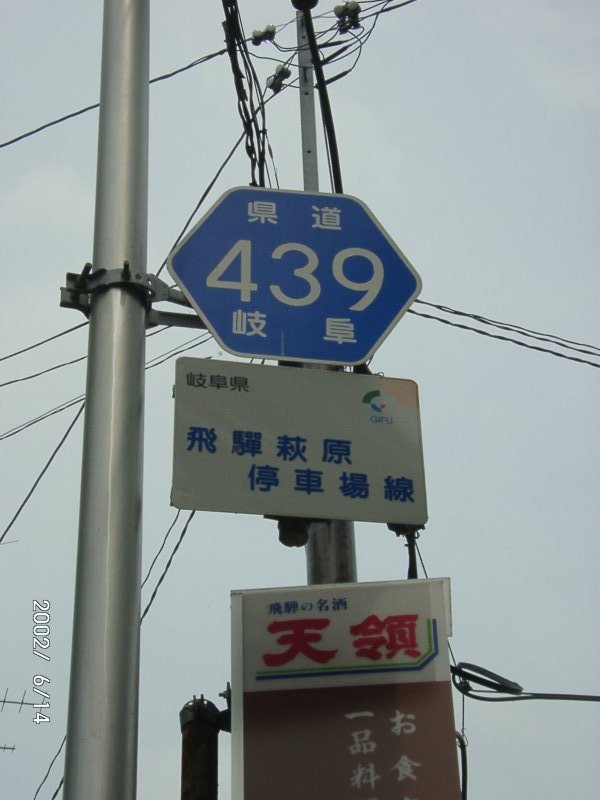 県道
439
岐阜
岐阜県
GIFU
飛驒萩原
停車場線
飛騨の名酒
天領
お食
一品料
2002/ 6/14